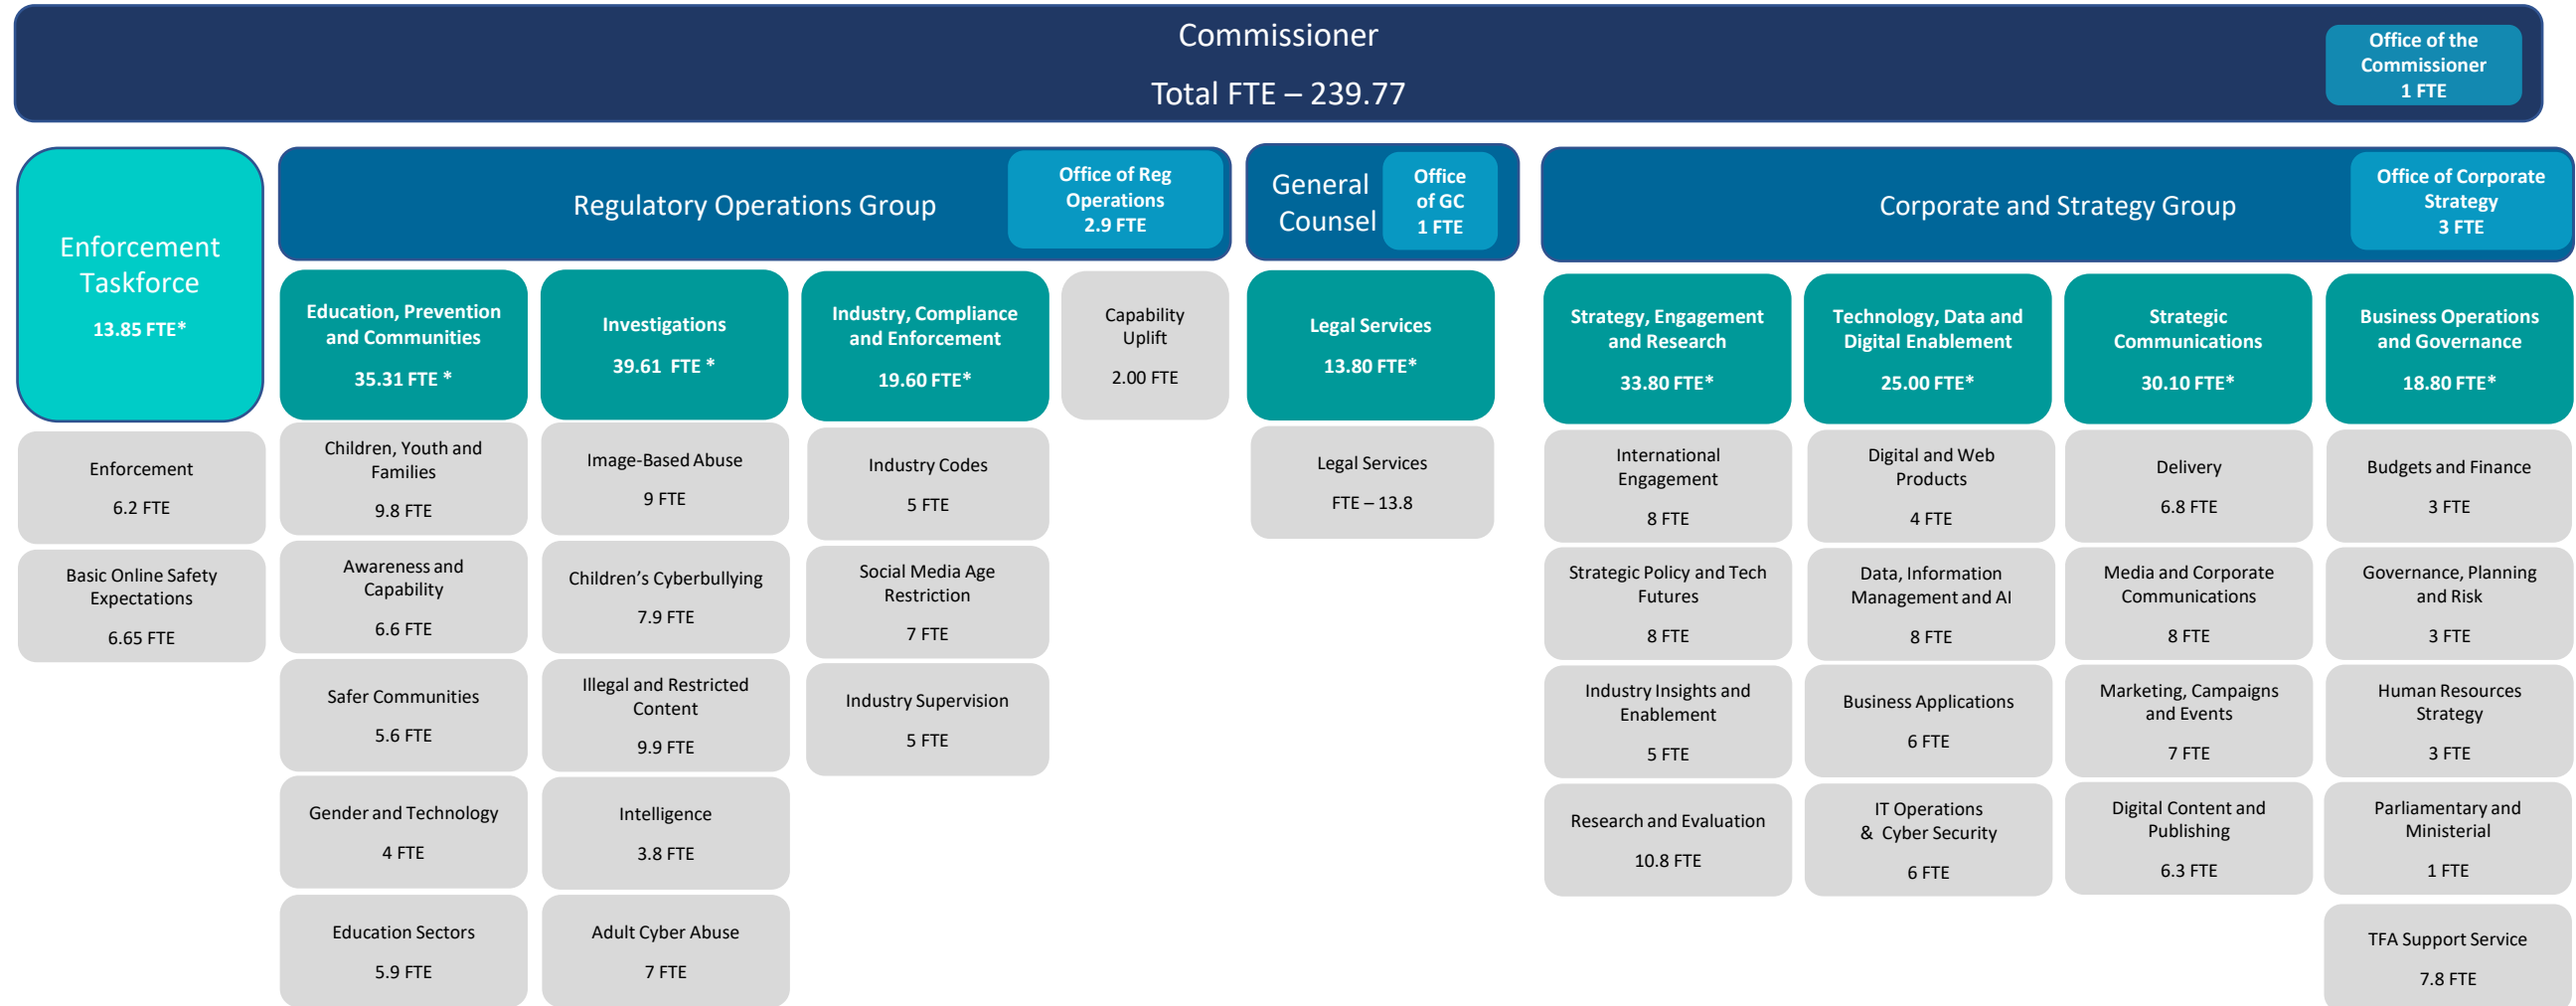 Commissioner
Total FTE – 239.77
Office of the
Commissioner
1 FTE
Enforcement
Taskforce
13.85 FTE*
Enforcement
6.2 FTE
Basic Online Safety
Expectations
6.65 FTE
Regulatory Operations Group
Office of Reg
Operations
2.9 FTE
Education, Prevention
and Communities
35.31 FTE *
Children, Youth and
Families
9.8 FTE
Awareness and
Capability
6.6 FTE
Safer Communities
5.6 FTE
Gender and Technology
4 FTE
Education Sectors
5.9 FTE
Investigations
39.61 FTE *
Image-Based Abuse
9 FTE
Children’s Cyberbullying
7.9 FTE
Illegal and Restricted
Content
9.9 FTE
Intelligence
3.8 FTE
Adult Cyber Abuse
7 FTE
Industry, Compliance
and Enforcement
19.60 FTE*
Industry Codes
5 FTE
Social Media Age
Restriction
7 FTE
Industry Supervision
5 FTE
Capability
Uplift
2.00 FTE
General
Counsel
Office
of GC
1 FTE
Legal Services
13.80 FTE*
Legal Services
FTE – 13.8
Corporate and Strategy Group
Office of Corporate
Strategy
3 FTE
Strategy, Engagement
and Research
33.80 FTE*
International
Engagement
8 FTE
Strategic Policy and Tech
Futures
8 FTE
Industry Insights and
Enablement
5 FTE
Research and Evaluation
10.8 FTE
Technology, Data and
Digital Enablement
25.00 FTE*
Digital and Web
Products
4 FTE
Data, Information
Management and AI
8 FTE
Business Applications
6 FTE
IT Operations
& Cyber Security
6 FTE
Strategic
Communications
30.10 FTE*
Delivery
6.8 FTE
Media and Corporate
Communications
8 FTE
Marketing, Campaigns
and Events
7 FTE
Digital Content and
Publishing
6.3 FTE
Business Operations
and Governance
18.80 FTE*
Budgets and Finance
3 FTE
Governance, Planning
and Risk
3 FTE
Human Resources
Strategy
3 FTE
Parliamentary and
Ministerial
1 FTE
TFA Support Service
7.8 FTE